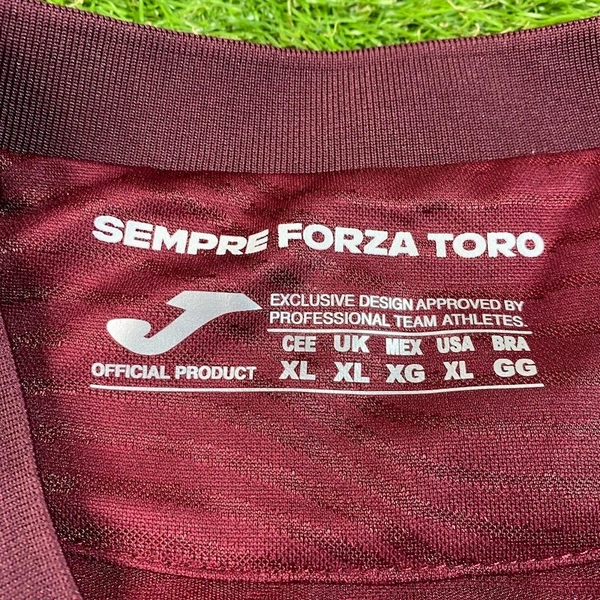 SEMPRE FORZA TORO
EXCLUSIVE DESIGN APPROVED BY
PROFESSIONAL TEAM ATHLETES.
OFFICIAL PRODUCT
CEE UK MEX USA BRA
XL XL XG XL GG